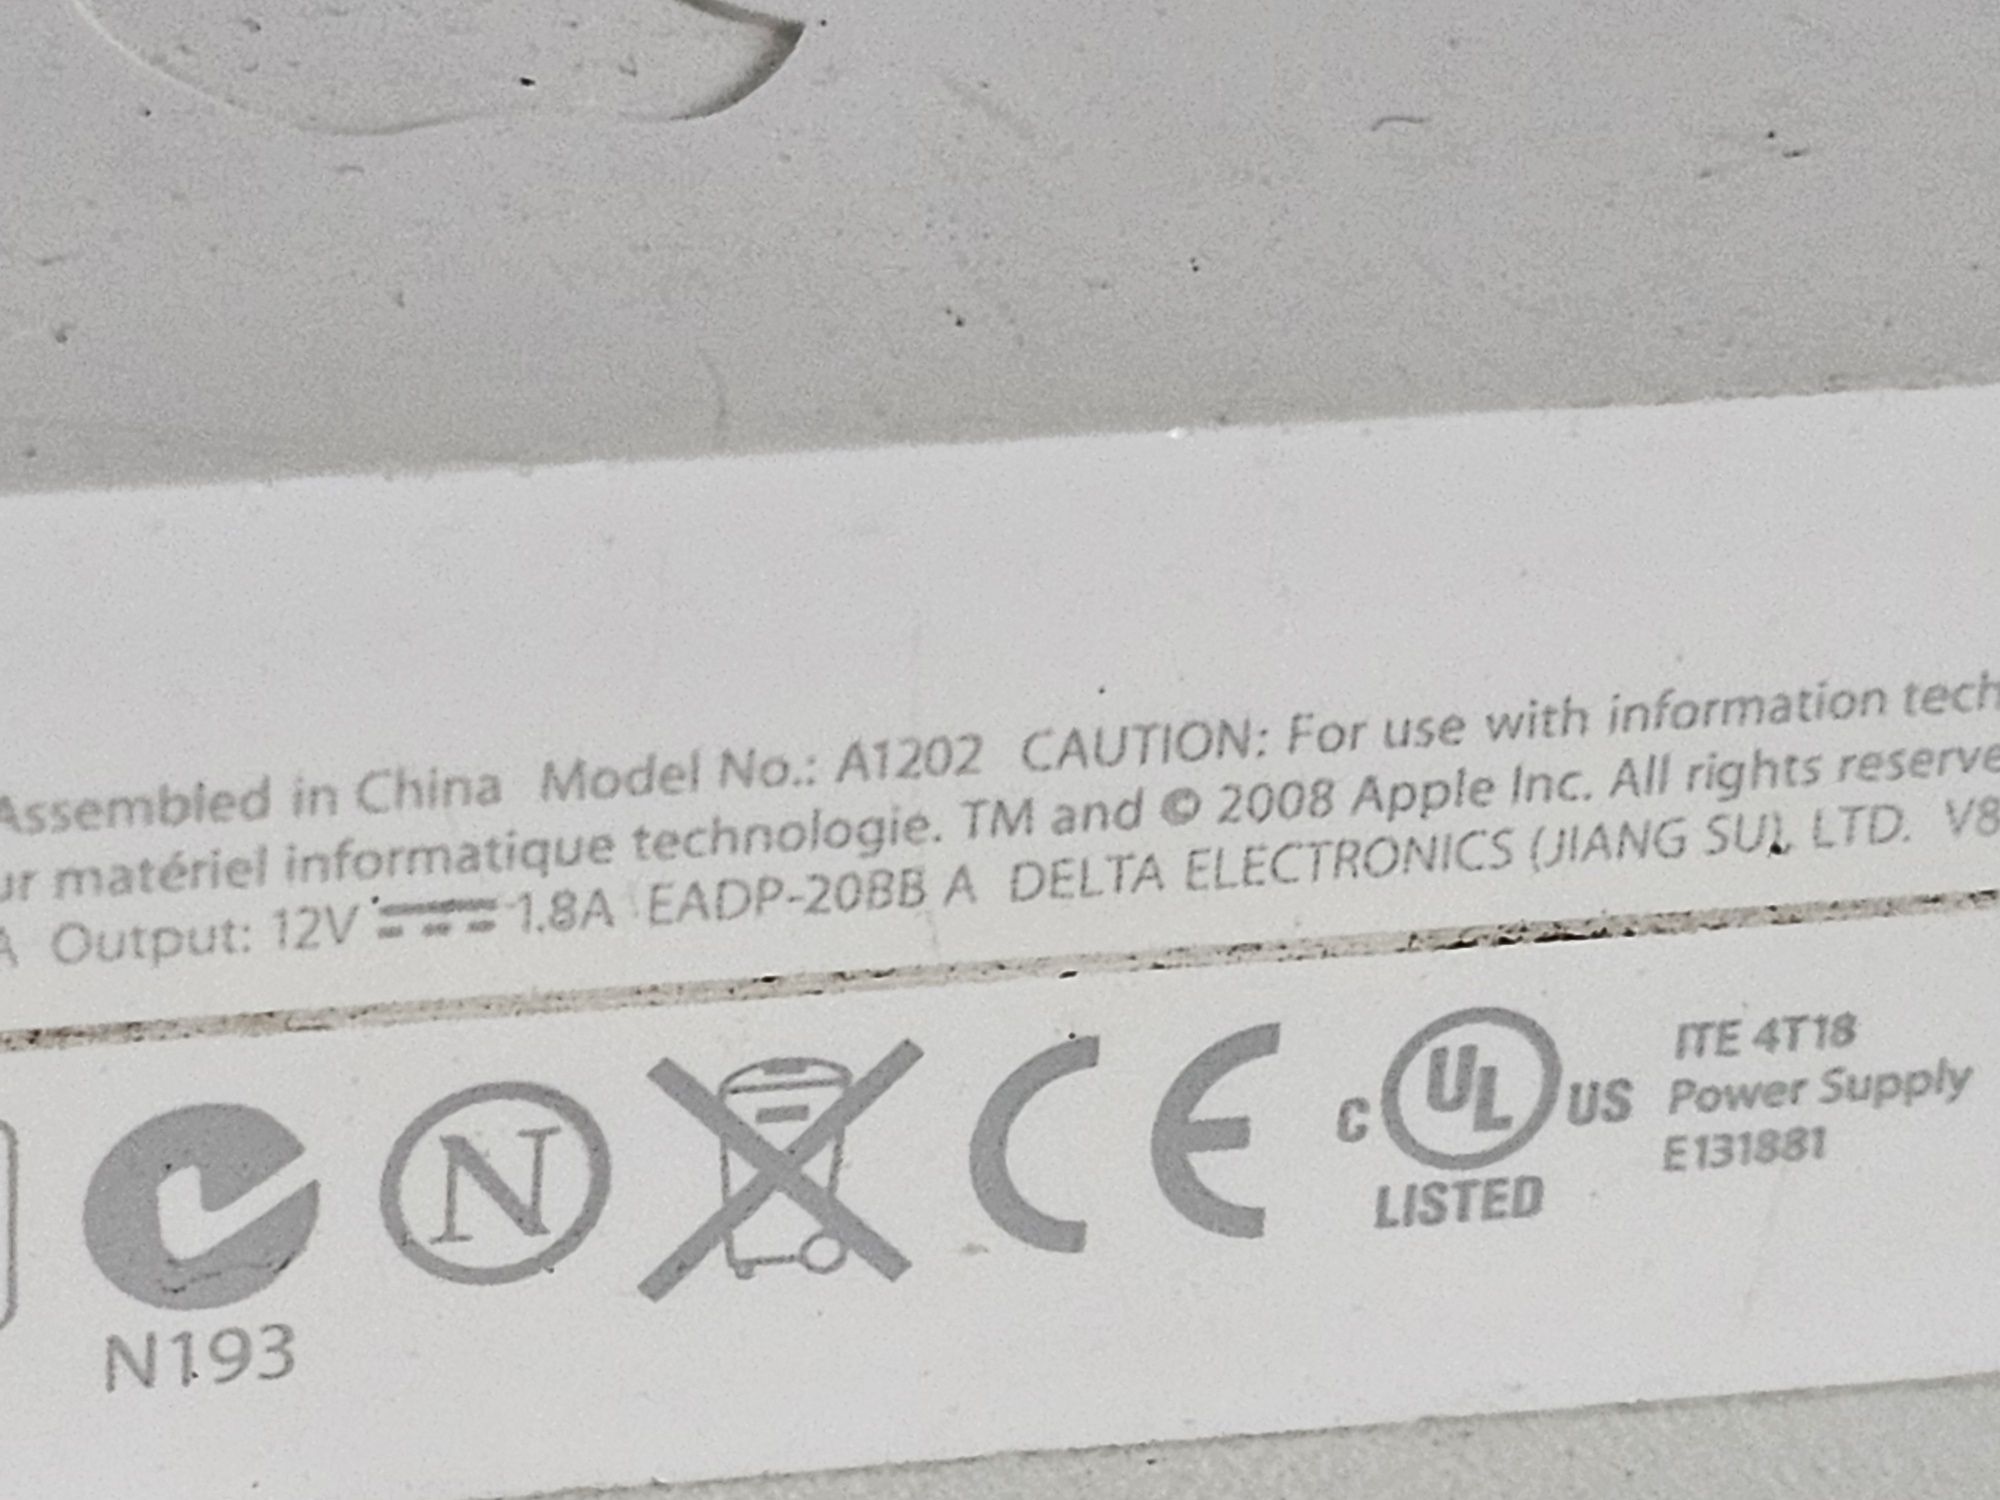 Assembled in China Model No.: A1202 CAUTION: For use with information tech
ur matériel informatique technologie. TM and © 2008 Apple Inc. All rights reserve
A Output: 12V ⎓ 1.8A EADP-20BB A DELTA ELECTRONICS (JIANG SU), LTD. V8
N193
N
CE
C UL US
LISTED
ITE 4T18
Power Supply
E131881